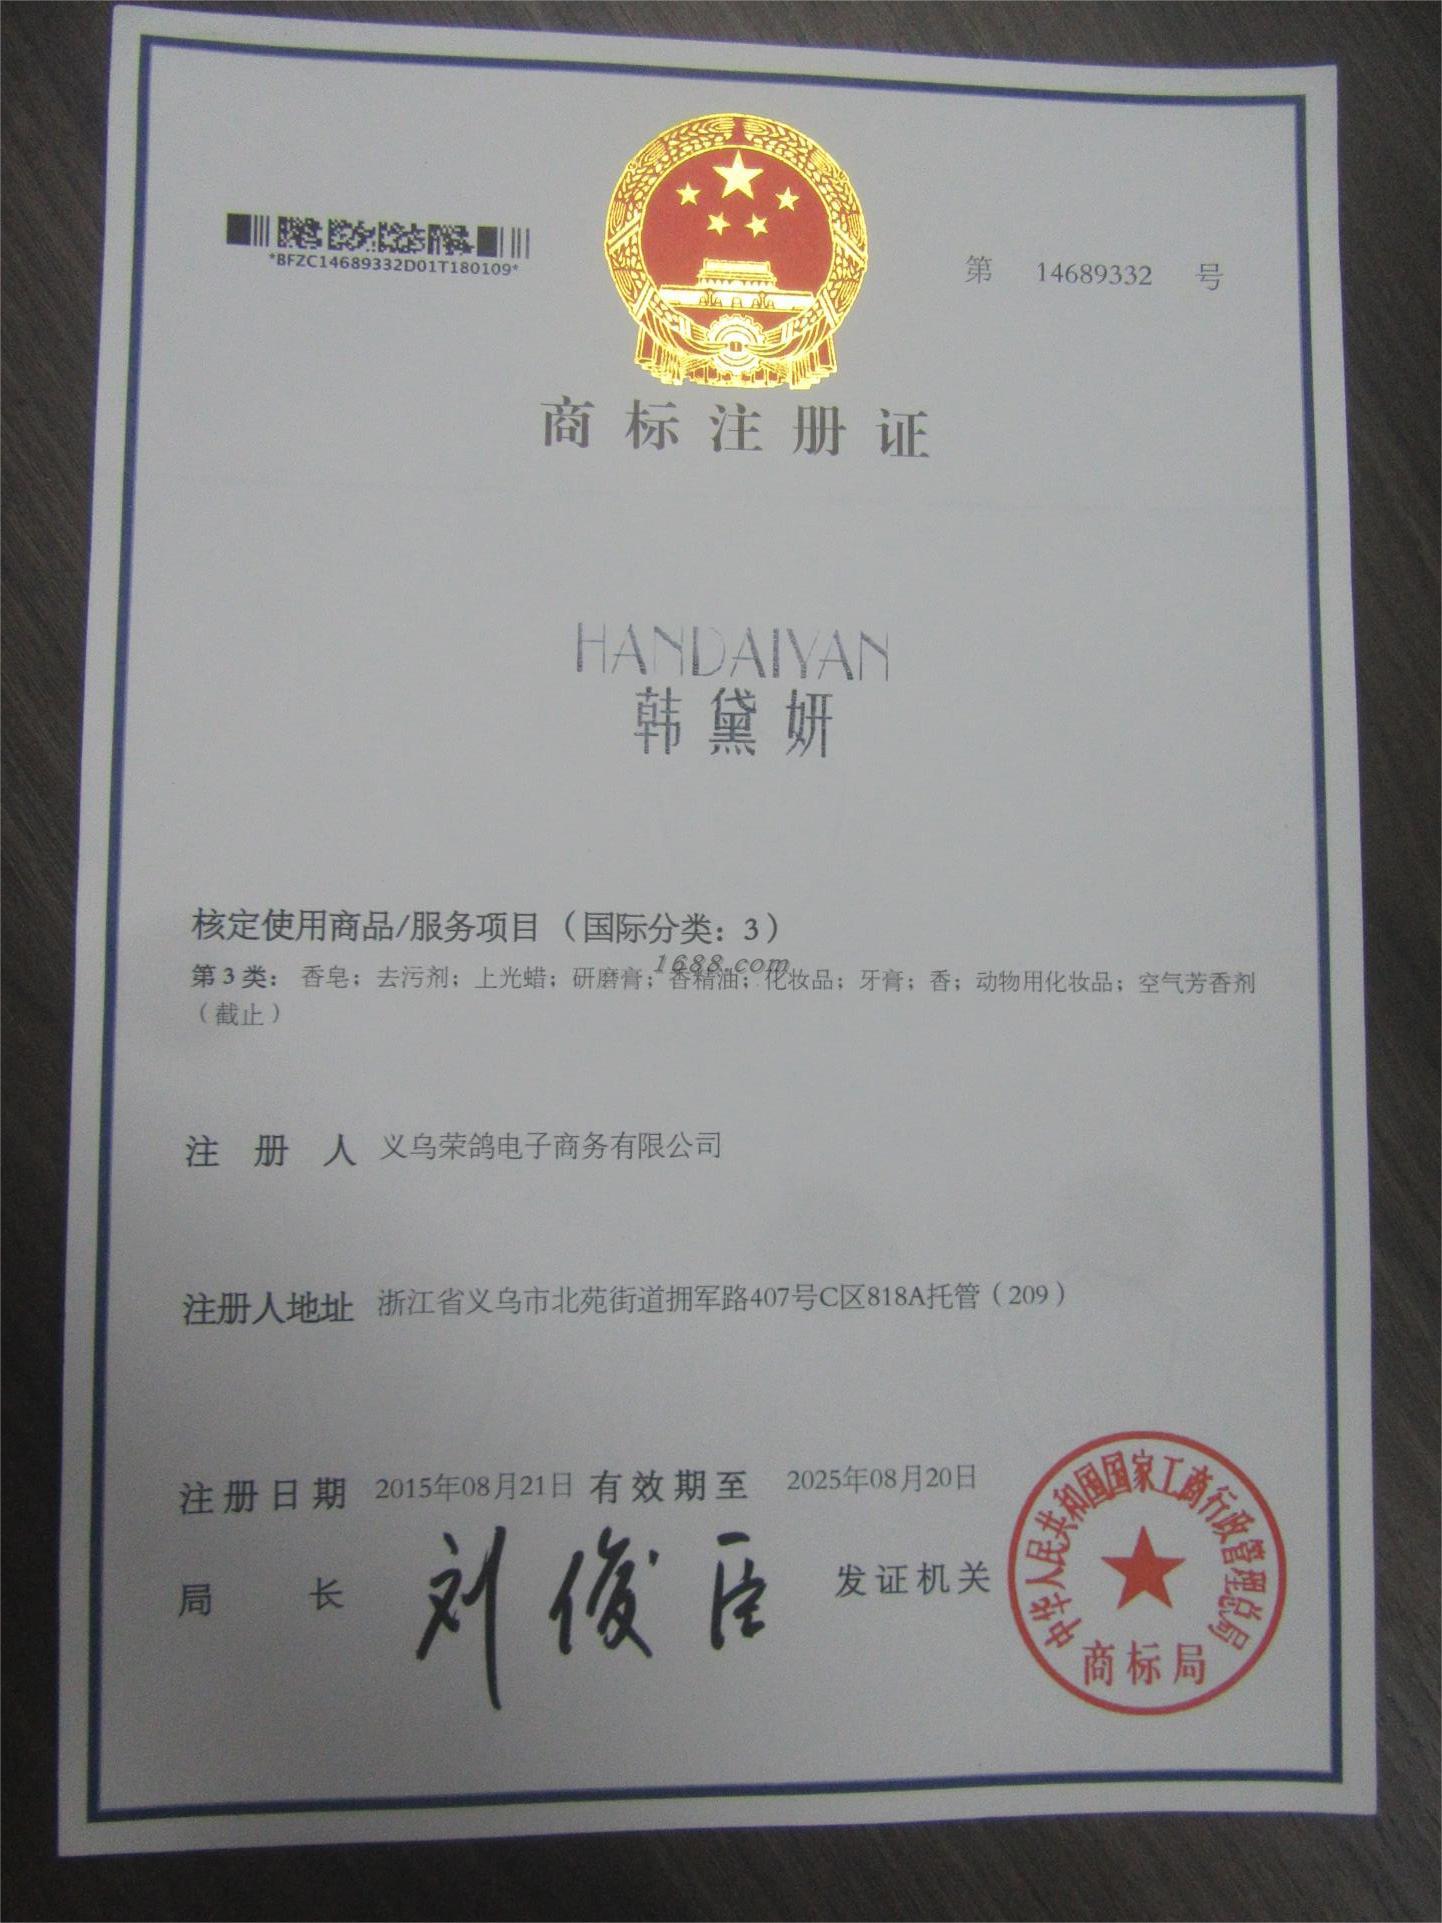 *BFZC14689332D01T180109*
第 14689332 号
商标注册证
HANDAIYAN
韩黛妍
核定使用商品/服务项目（国际分类：3）
1688.com
第3类：香皂；去污剂；上光蜡；研磨膏；香精油；化妆品；牙膏；香；动物用化妆品；空气芳香剂
（截止）
注册人 义乌荣鸽电子商务有限公司
注册人地址 浙江省义乌市北苑街道拥军路407号C区818A托管（209）
注册日期 2015年08月21日 有效期至 2025年08月20日
局长 刘俊臣 发证机关
中华人民共和国国家工商行政管理总局
商标局